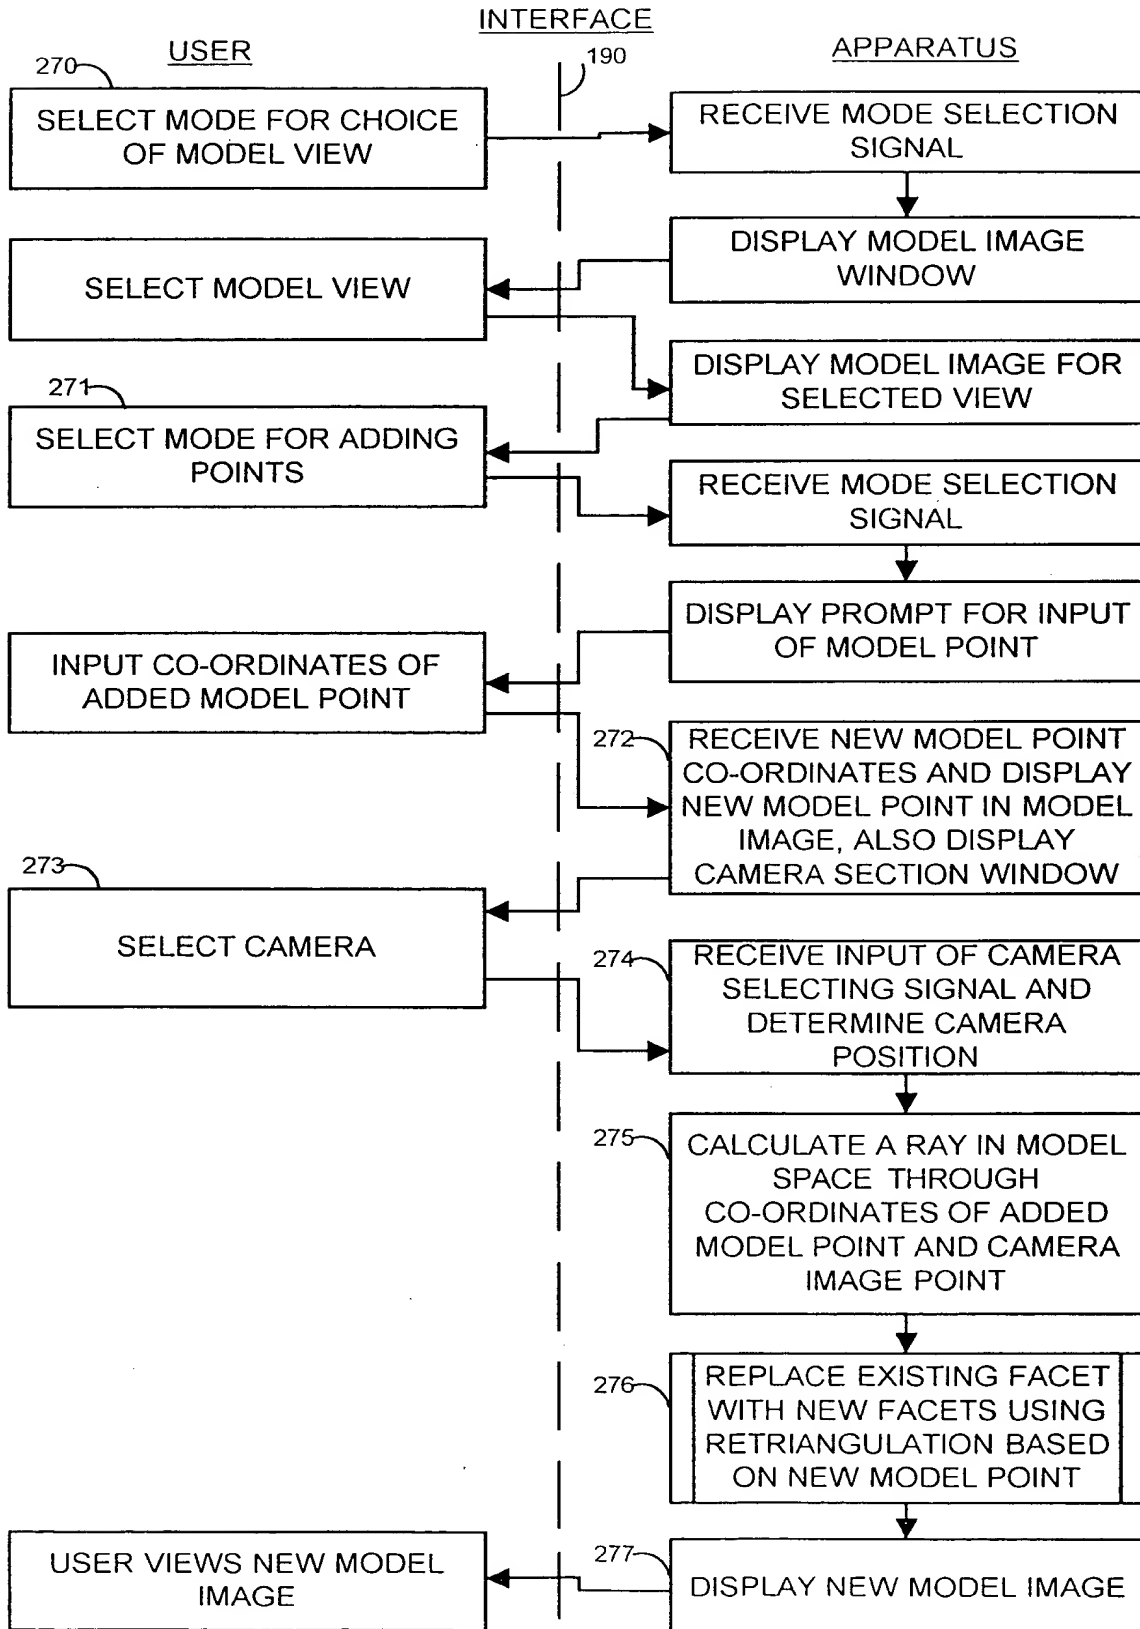 INTERFACE
USER
APPARATUS
190
270
SELECT MODE FOR CHOICE
OF MODEL VIEW
RECEIVE MODE SELECTION
SIGNAL
DISPLAY MODEL IMAGE
WINDOW
SELECT MODEL VIEW
DISPLAY MODEL IMAGE FOR
SELECTED VIEW
271
SELECT MODE FOR ADDING
POINTS
RECEIVE MODE SELECTION
SIGNAL
DISPLAY PROMPT FOR INPUT
OF MODEL POINT
INPUT CO-ORDINATES OF
ADDED MODEL POINT
272
RECEIVE NEW MODEL POINT
CO-ORDINATES AND DISPLAY
NEW MODEL POINT IN MODEL
IMAGE, ALSO DISPLAY
CAMERA SECTION WINDOW
273
SELECT CAMERA
274
RECEIVE INPUT OF CAMERA
SELECTING SIGNAL AND
DETERMINE CAMERA
POSITION
275
CALCULATE A RAY IN MODEL
SPACE THROUGH
CO-ORDINATES OF ADDED
MODEL POINT AND CAMERA
IMAGE POINT
276
REPLACE EXISTING FACET
WITH NEW FACETS USING
RETRIANGULATION BASED
ON NEW MODEL POINT
277
DISPLAY NEW MODEL IMAGE
USER VIEWS NEW MODEL
IMAGE